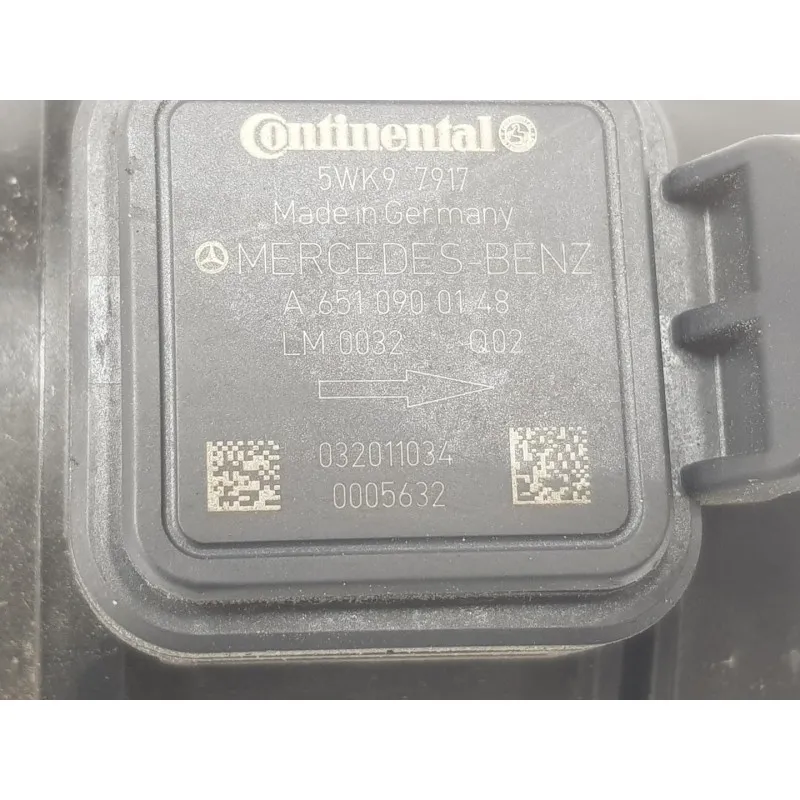 Continental
5WK9 7917
Made in Germany
MERCEDES-BENZ
A 651 090 01 48
LM 0032 Q02
032011034
0005632